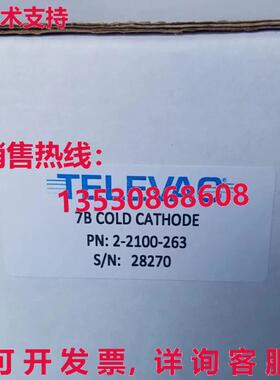 术支持
销售热线:
TELEVAC
13530868608
7B COLD CATHODE
PN: 2-2100-263
S/N: 28270
可开发票,详询客服